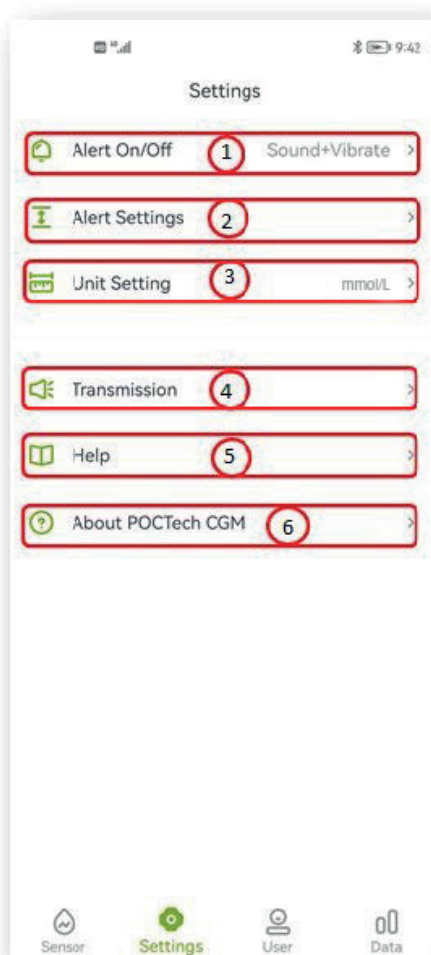 9:42
Settings
Alert On/Off 1 Sound+Vibrate >
Alert Settings 2 >
Unit Setting 3 mmol/L >
Transmission 4 >
Help 5 >
? About POCTech CGM 6 >
Sensor Settings User Data